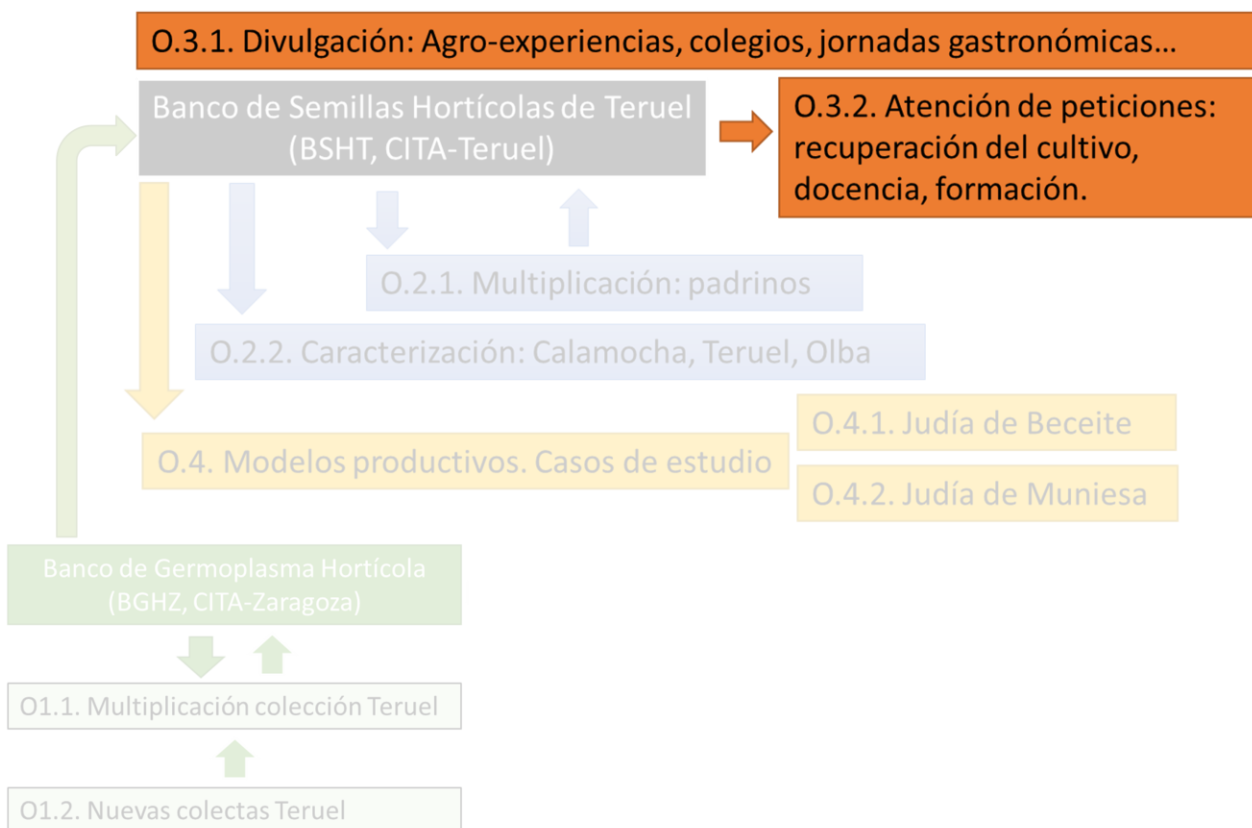 O.3.1. Divulgación: Agro-experiencias, colegios, jornadas gastronómicas…
Banco de Semillas Hortícolas de Teruel
(BSHT, CITA-Teruel)
O.3.2. Atención de peticiones:
recuperación del cultivo,
docencia, formación.
O.2.1. Multiplicación: padrinos
O.2.2. Caracterización: Calamocha, Teruel, Olba
O.4. Modelos productivos. Casos de estudio
O.4.1. Judía de Beceite
O.4.2. Judía de Muniesa
Banco de Germoplasma Hortícola
(BGHZ, CITA-Zaragoza)
O1.1. Multiplicación colección Teruel
O1.2. Nuevas colectas Teruel